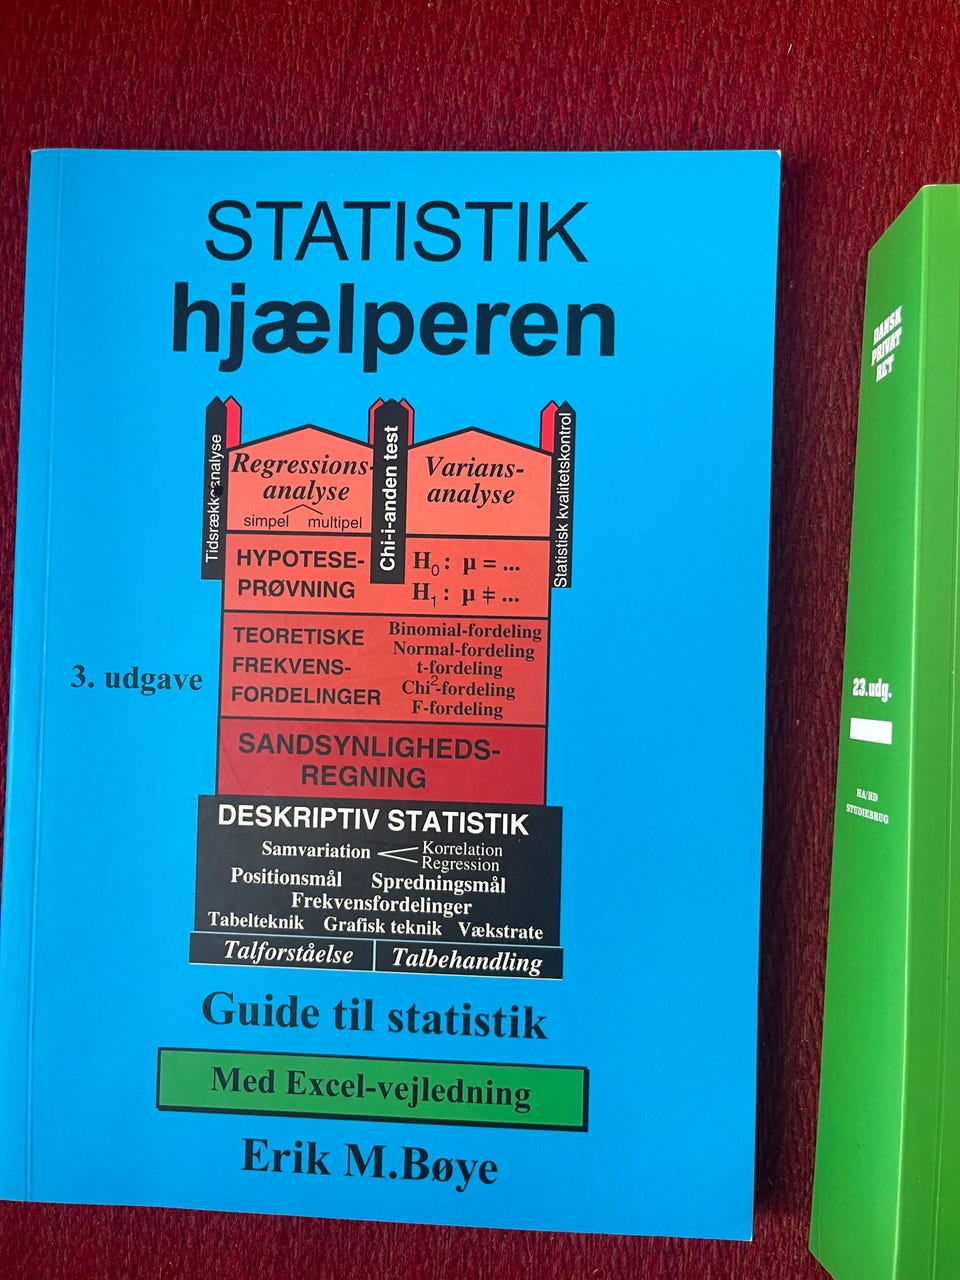 STATISTIK
hjælperen
Tidsrækkeanalyse
Regressions-
analyse
simpel multipel
Chi-i-anden test
Varians-
analyse
Statistisk kvalitetskontrol
HYPOTESE-
PRØVNING
H0: µ = ...
H1: µ ≠ ...
TEORETISKE
FREKVENS-
FORDELINGER
Binomial-fordeling
Normal-fordeling
t-fordeling
Chi²-fordeling
F-fordeling
3. udgave
SANDSYNLIGHEDS-
REGNING
DESKRIPTIV STATISTIK
Samvariation
Korrelation
Regression
Positionsmål Spredningsmål
Frekvensfordelinger
Tabelteknik Grafisk teknik Vækstrate
Talforståelse Talbehandling
Guide til statistik
Med Excel-vejledning
Erik M.Bøye
DANSK
PRIVAT
RET
23.udg.
HA/HD
STUDIEBRUG